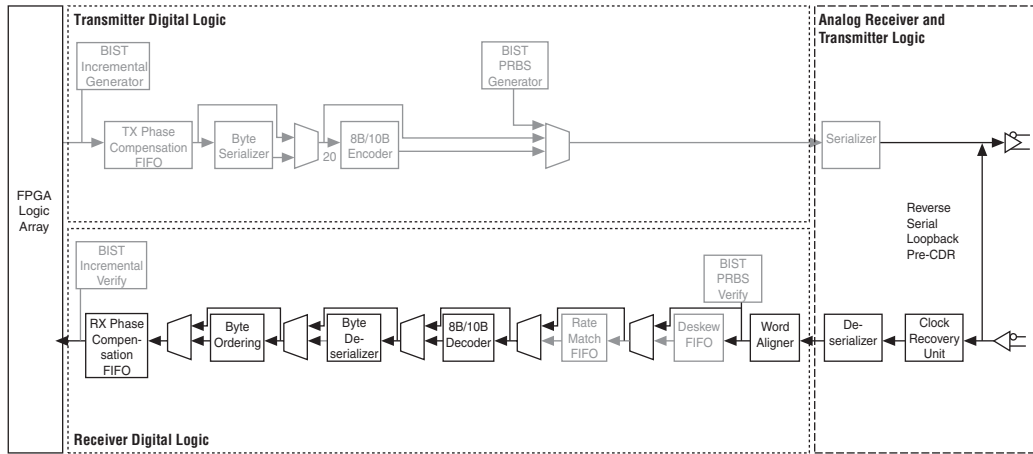 Transmitter Digital Logic
Analog Receiver and
Transmitter Logic
BIST
Incremental
Generator
BIST
PRBS
Generator
TX Phase
Compensation
FIFO
Byte
Serializer
20
8B/10B
Encoder
Serializer
FPGA
Logic
Array
Reverse
Serial
Loopback
Pre-CDR
BIST
Incremental
Verify
BIST
PRBS
Verify
RX Phase
Compen-
sation
FIFO
Byte
Ordering
Byte
De-
serializer
8B/10B
Decoder
Rate
Match
FIFO
Deskew
FIFO
Word
Aligner
De-
serializer
Clock
Recovery
Unit
Receiver Digital Logic